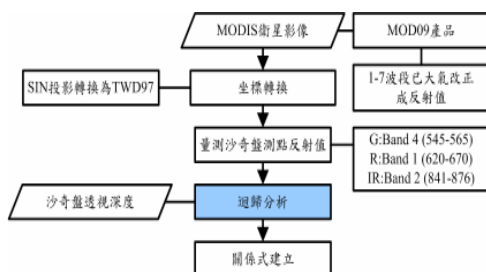 MODIS衛星影像
MOD09產品
SIN投影轉換為TWD97
坐標轉換
1-7波段已大氣改正
成反射值
量測沙奇盤測點反射值
G:Band 4 (545-565)
R:Band 1 (620-670)
IR:Band 2 (841-876)
沙奇盤透視深度
迴歸分析
關係式建立